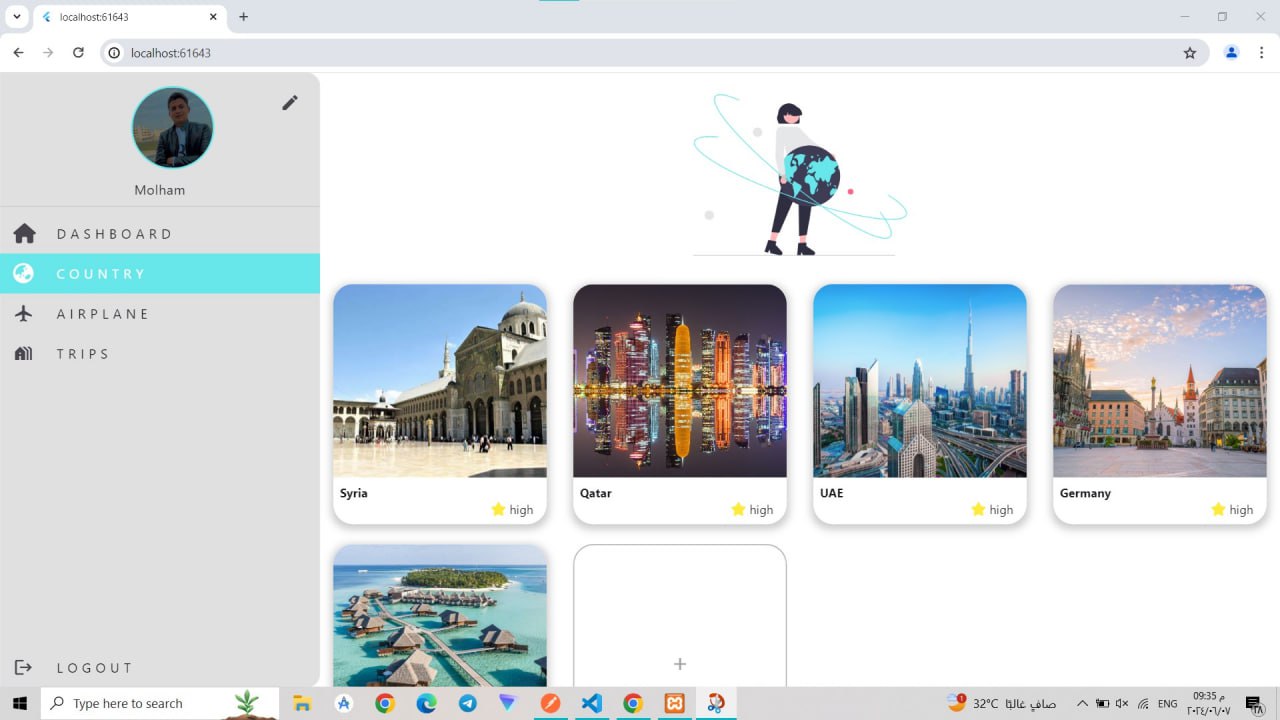 localhost:61643
localhost:61643
Molham
DASHBOARD
COUNTRY
AIRPLANE
TRIPS
LOGOUT
Syria
high
Qatar
high
UAE
high
Germany
high
+
Type here to search
1
32°C صافٍ غالبًا
ENG
09:35 م
٢٠٢٤/٠٦/٠٧